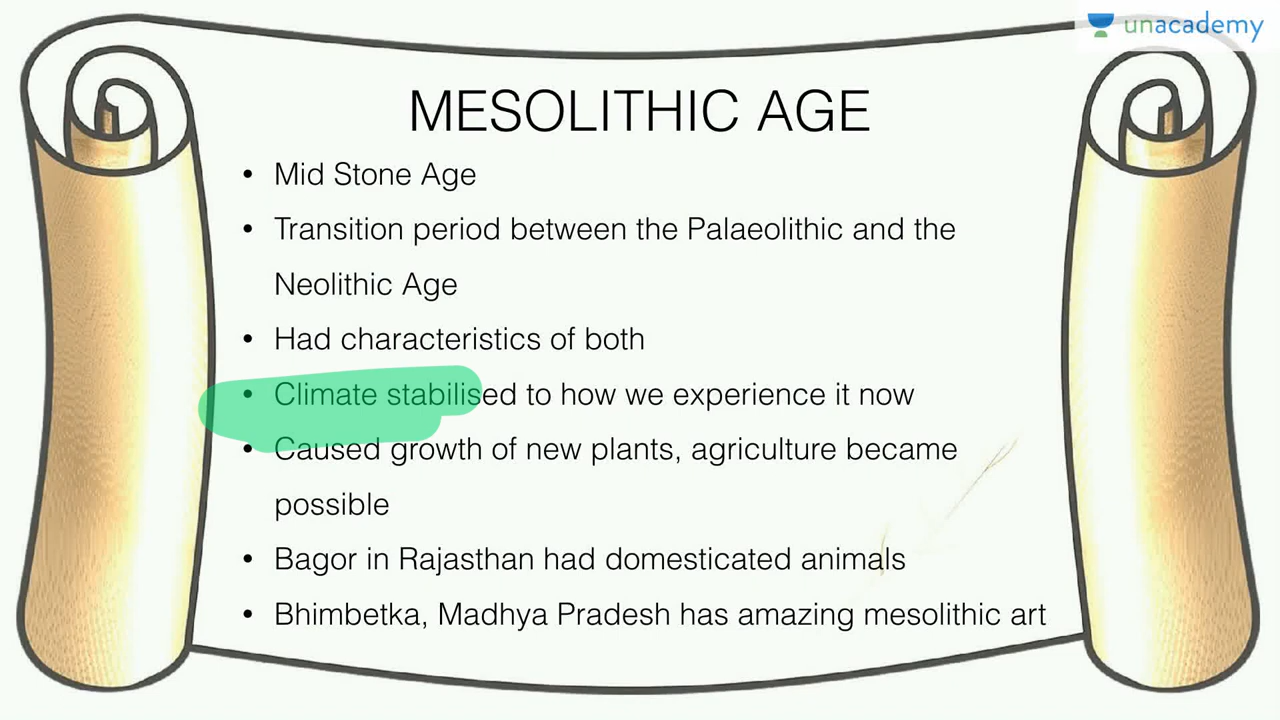 unacademy
MESOLITHIC AGE
• Mid Stone Age
• Transition period between the Palaeolithic and the
Neolithic Age
• Had characteristics of both
• Climate stabilised to how we experience it now
• Caused growth of new plants, agriculture became
possible
• Bagor in Rajasthan had domesticated animals
• Bhimbetka, Madhya Pradesh has amazing mesolithic art